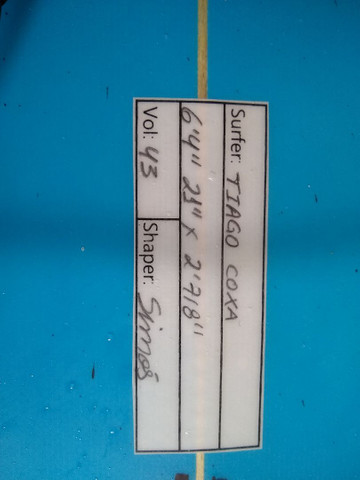 Surfer: TIAGO COXA
6'4" 21" x 2'7/8"
Vol: 43 Shaper: Simões